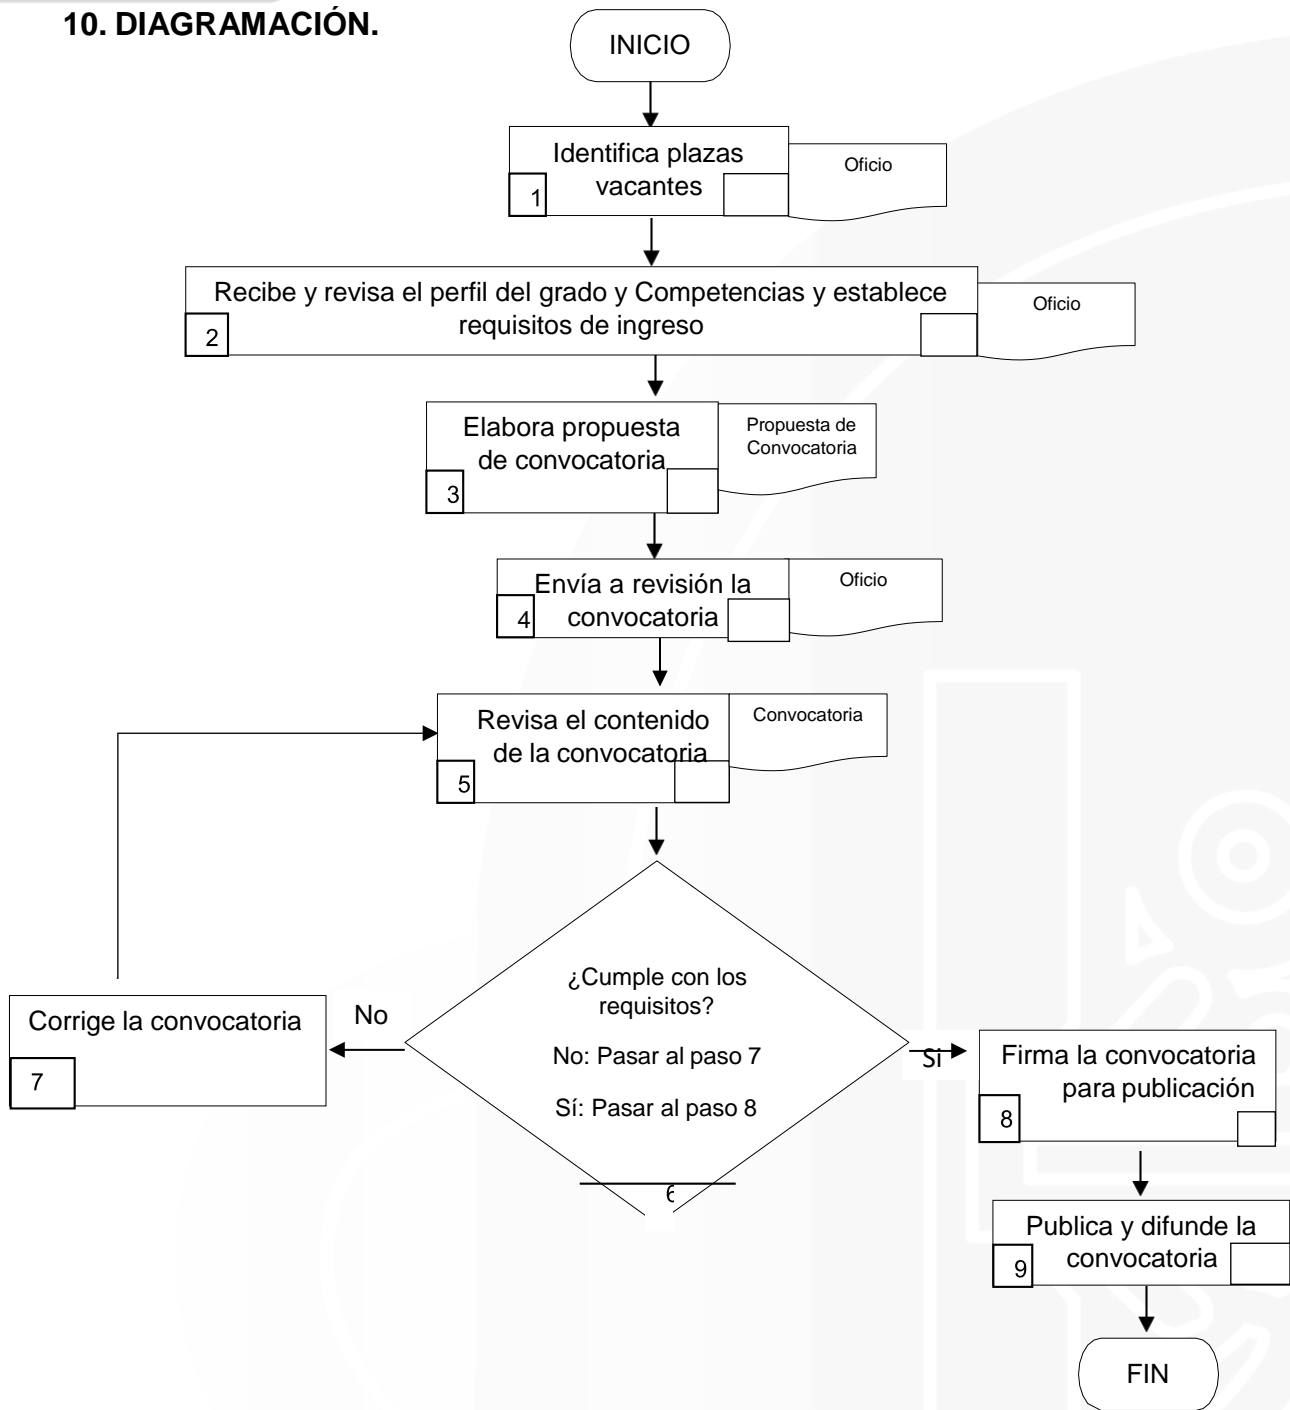 10. DIAGRAMACIÓN.
INICIO
Identifica plazas
vacantes
1
Oficio
Recibe y revisa el perfil del grado y Competencias y establece
requisitos de ingreso
2
Oficio
Elabora propuesta
de convocatoria
3
Propuesta de
Convocatoria
Envía a revisión la
convocatoria
4
Oficio
Revisa el contenido
de la convocatoria
5
Convocatoria
¿Cumple con los
requisitos?
No: Pasar al paso 7
Sí: Pasar al paso 8
6
No
Corrige la convocatoria
7
Sí
Firma la convocatoria
para publicación
8
Publica y difunde la
convocatoria
9
FIN